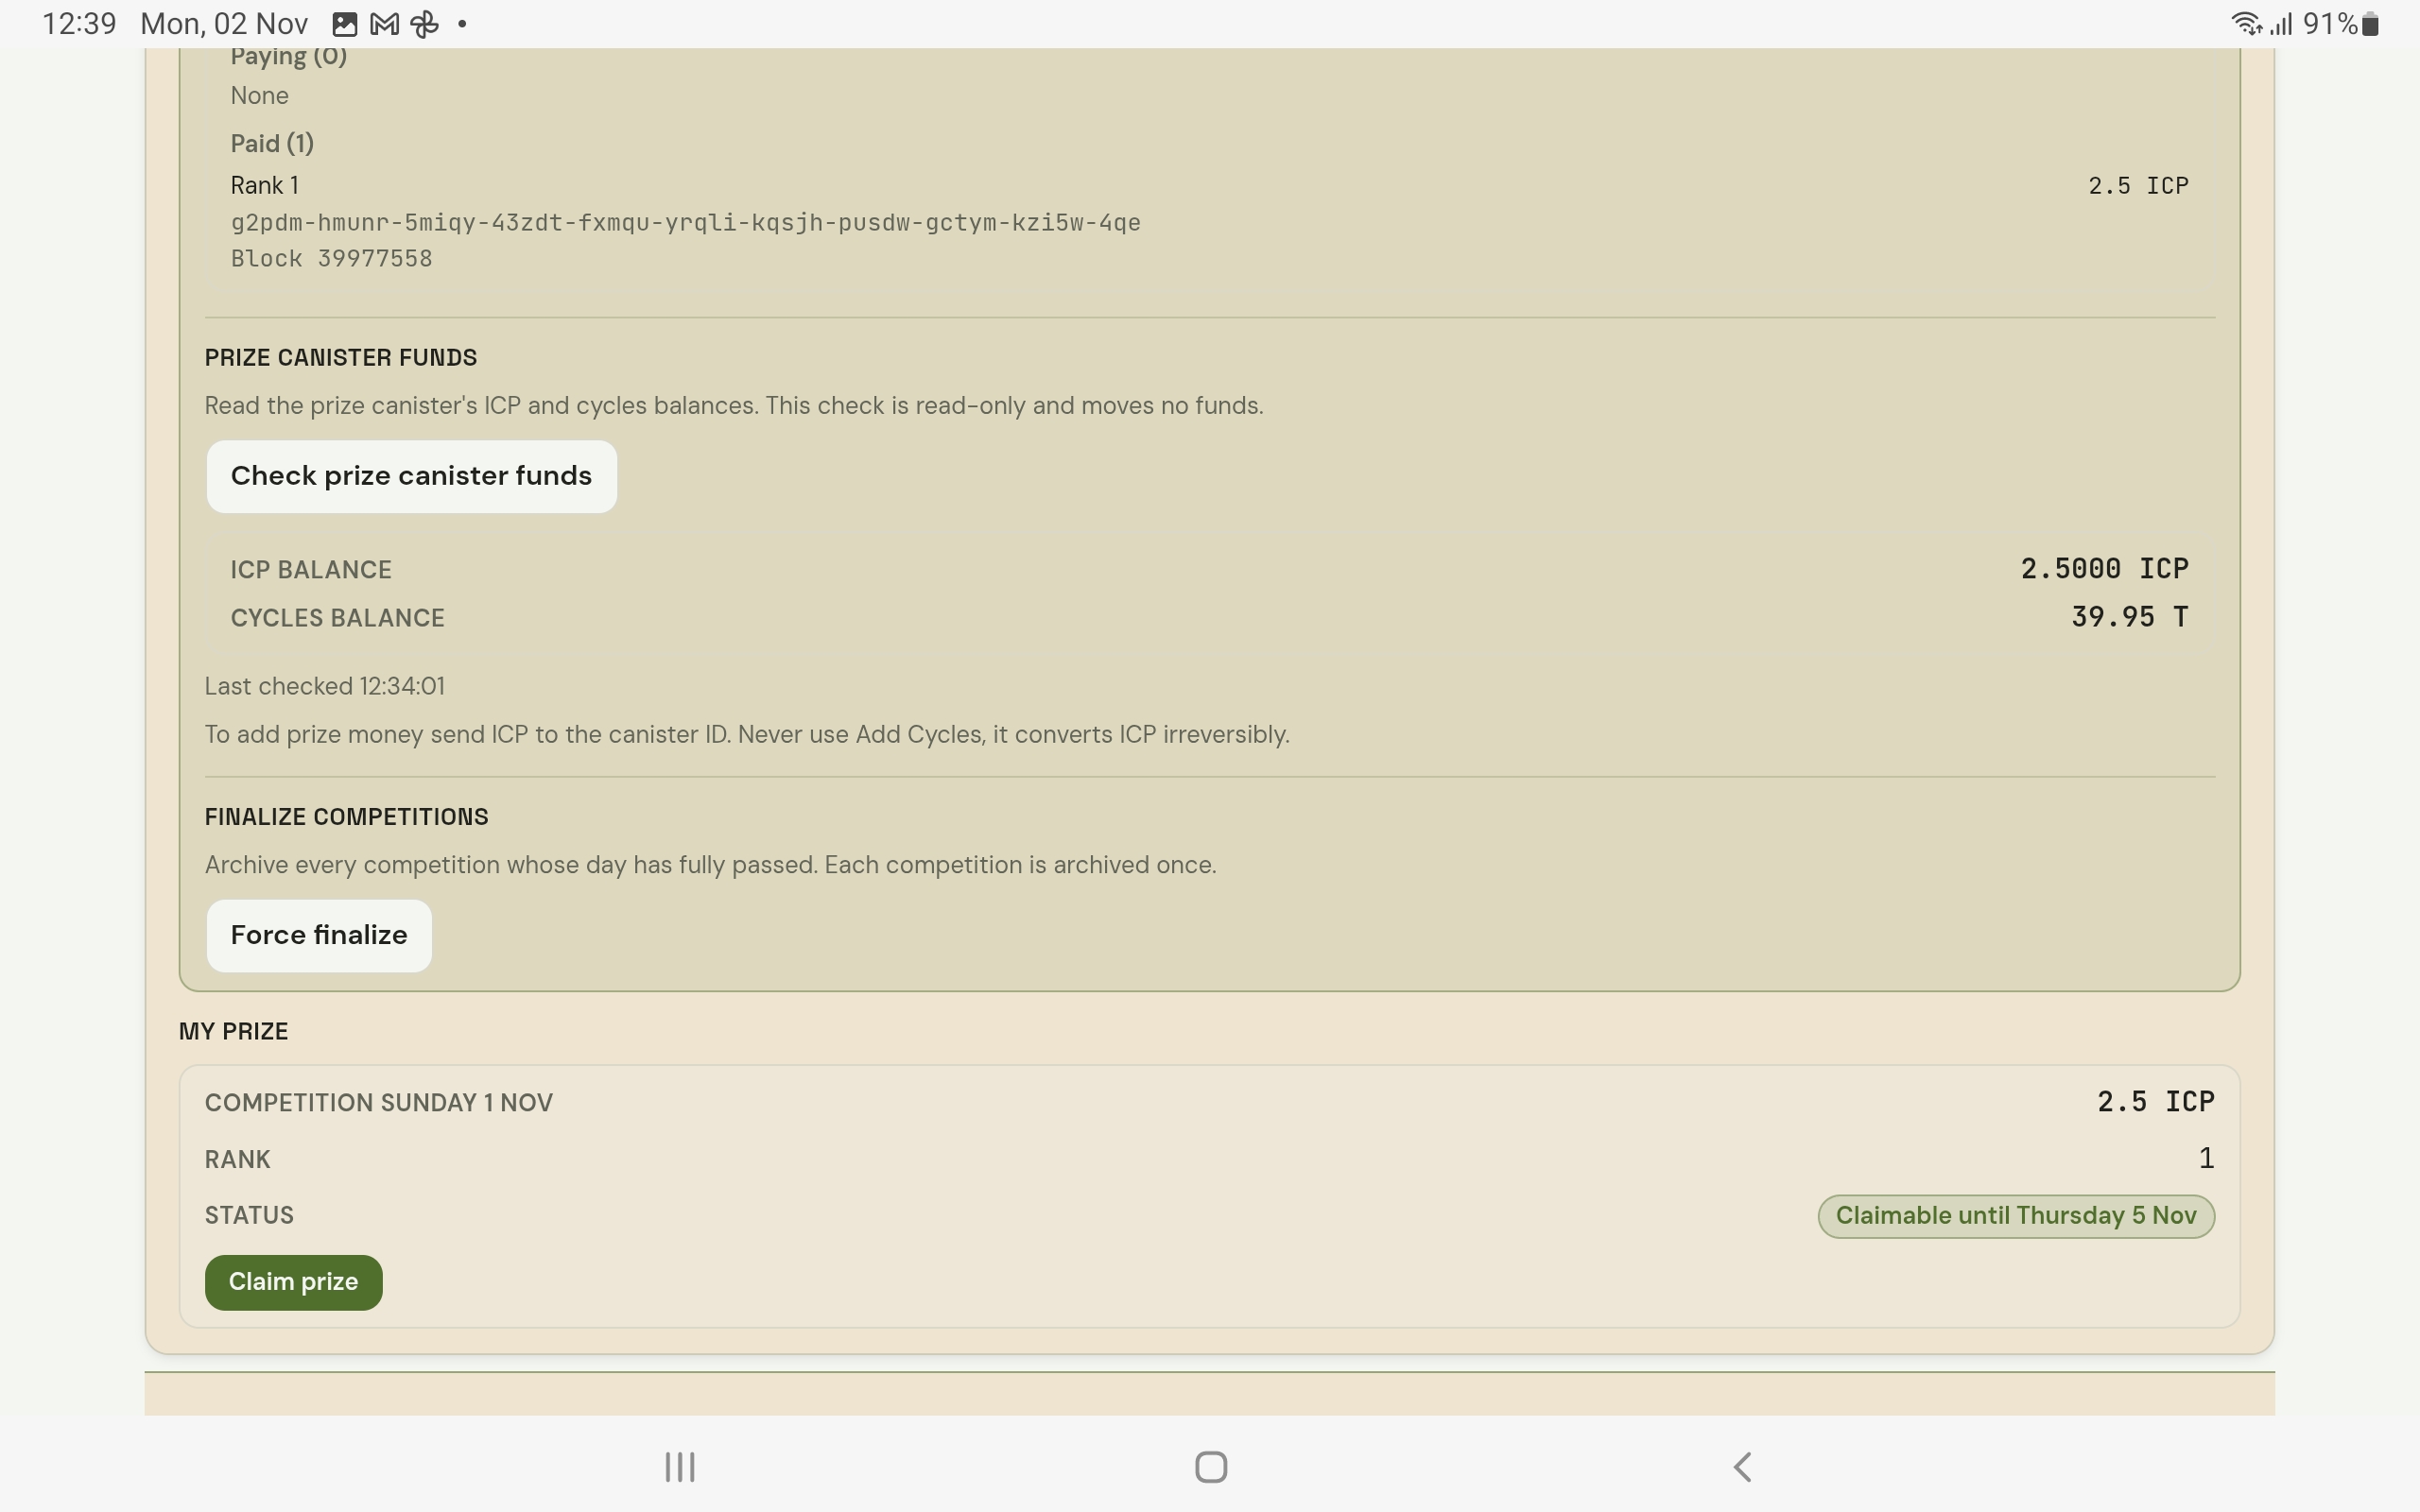 12:39 Mon, 02 Nov
91%
Paying (0)
None
Paid (1)
Rank 1 2.5 ICP
g2pdm-hmunr-5miqy-43zdt-fxmqu-yrqli-kqsjh-pusdw-gctym-kzi5w-4qe
Block 39977558
PRIZE CANISTER FUNDS
Read the prize canister's ICP and cycles balances. This check is read-only and moves no funds.
Check prize canister funds
ICP BALANCE 2.5000 ICP
CYCLES BALANCE 39.95 T
Last checked 12:34:01
To add prize money send ICP to the canister ID. Never use Add Cycles, it converts ICP irreversibly.
FINALIZE COMPETITIONS
Archive every competition whose day has fully passed. Each competition is archived once.
Force finalize
MY PRIZE
COMPETITION SUNDAY 1 NOV 2.5 ICP
RANK 1
STATUS Claimable until Thursday 5 Nov
Claim prize